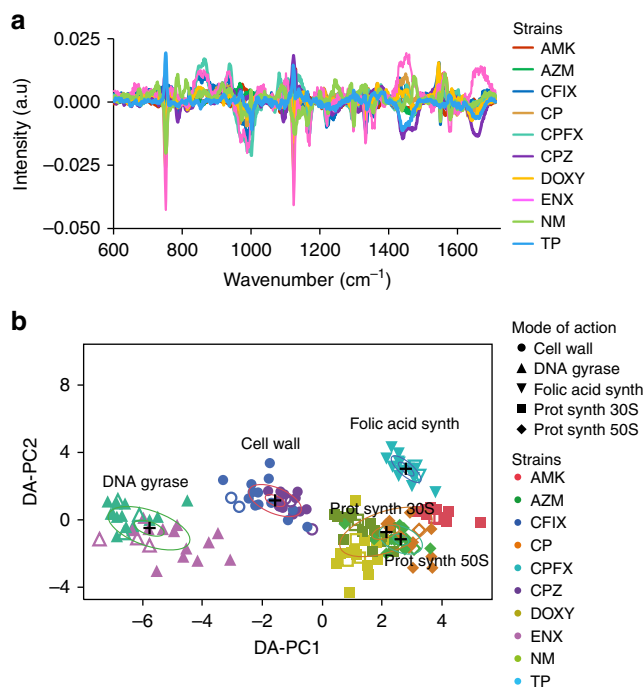 a
Intensity (a.u)
0.025
0.000
−0.025
−0.050
600 800 1000 1200 1400 1600
Wavenumber (cm−1)
Strains
AMK
AZM
CFIX
CP
CPFX
CPZ
DOXY
ENX
NM
TP
b
DA-PC2
8
4
0
−4
−6 −4 −2 0 2 4
DA-PC1
DNA gyrase
Cell wall
Folic acid synth
Prot synth 30S
Prot synth 50S
Mode of action
Cell wall
DNA gyrase
Folic acid synth
Prot synth 30S
Prot synth 50S
Strains
AMK
AZM
CFIX
CP
CPFX
CPZ
DOXY
ENX
NM
TP